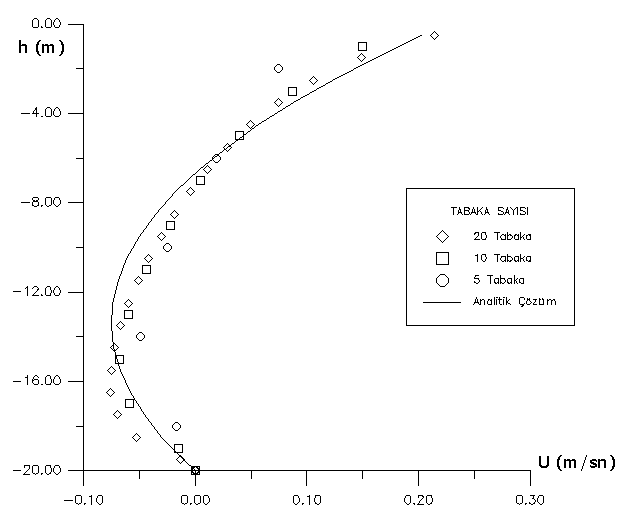 0.00
h (m)
-4.00
-8.00
-12.00
-16.00
-20.00
TABAKA SAYISI
20 Tabaka
10 Tabaka
5 Tabaka
Analitik Çözüm
U (m/sn)
-0.10
0.00
0.10
0.20
0.30